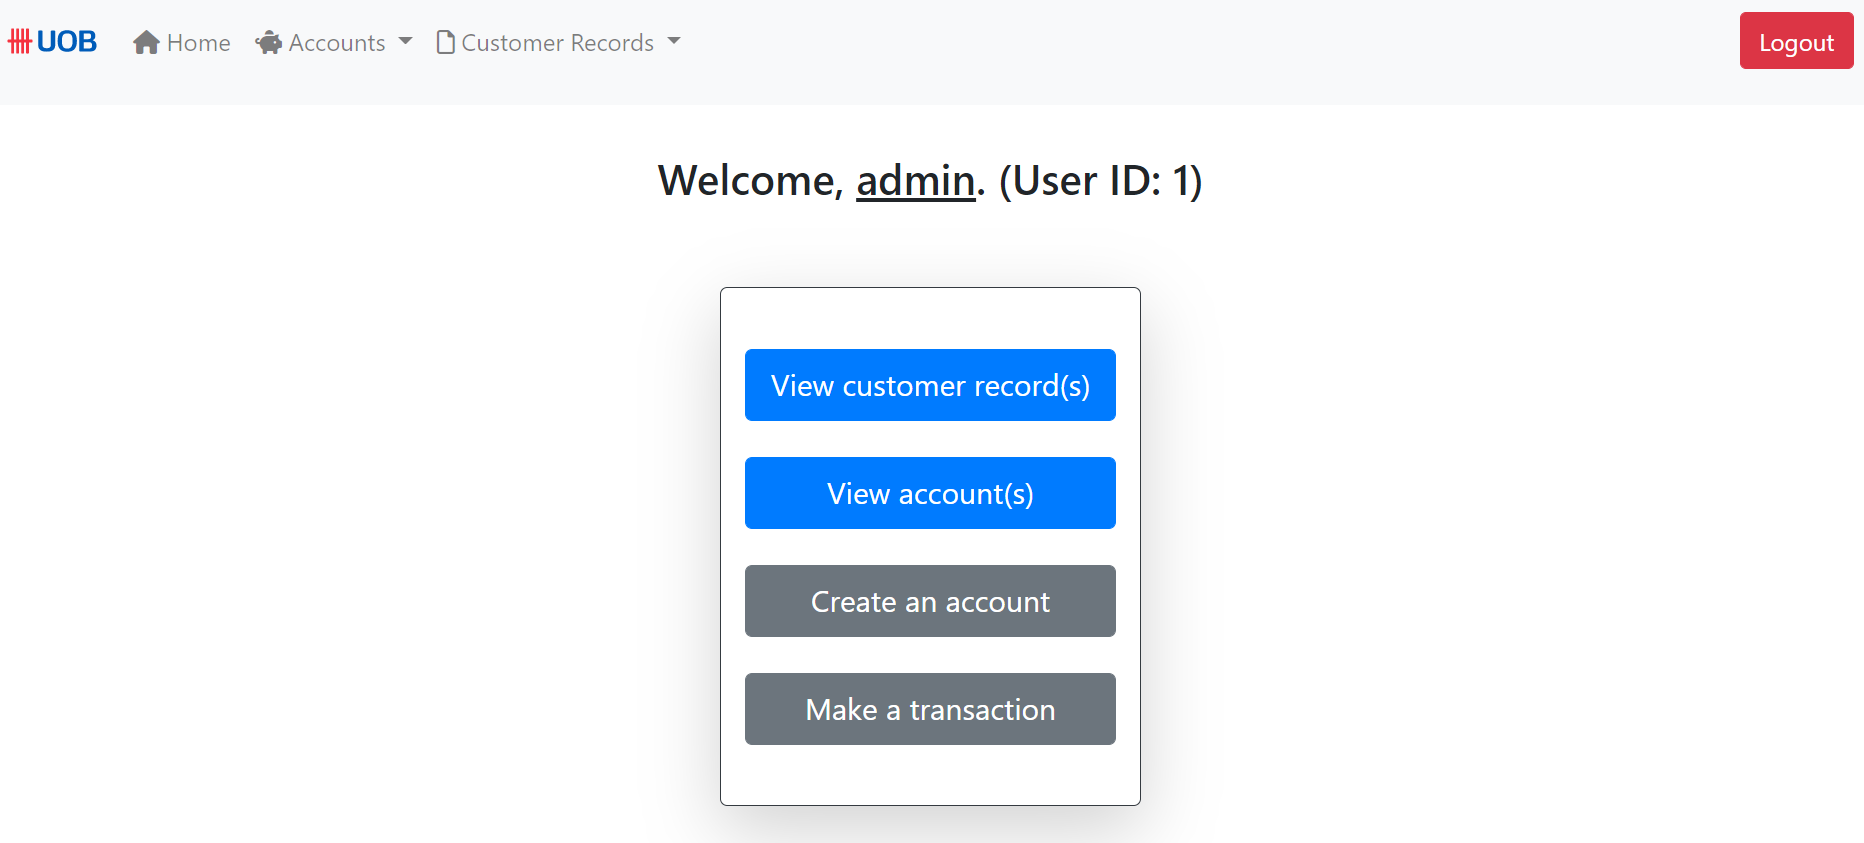 UOB Home Accounts Customer Records Logout
Welcome, admin. (User ID: 1)
View customer record(s)
View account(s)
Create an account
Make a transaction